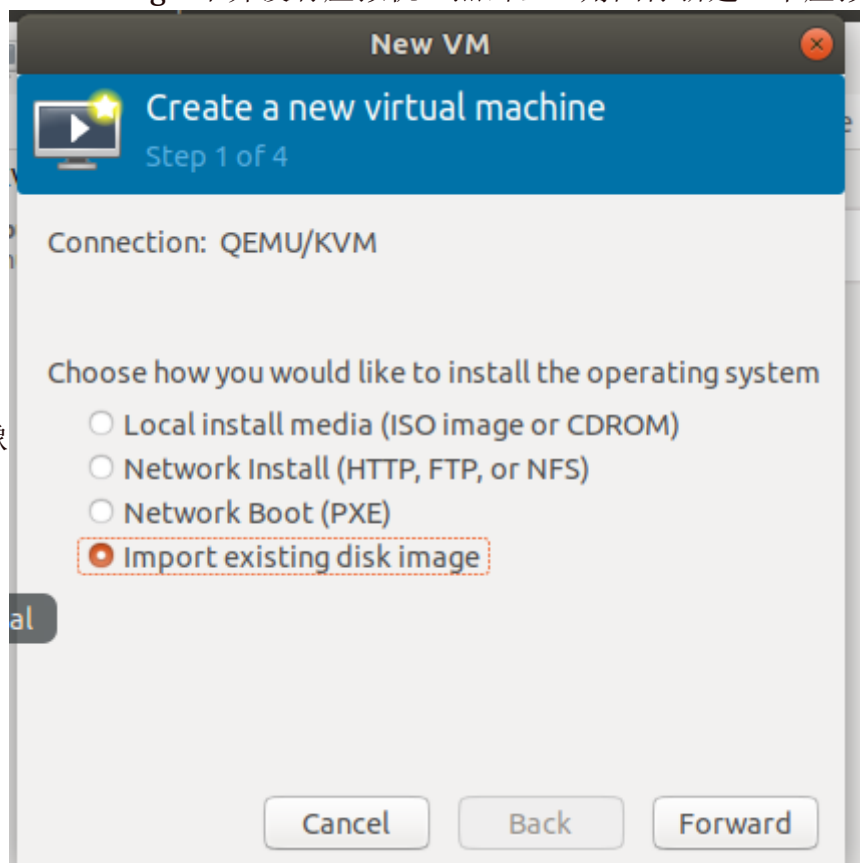 New VM
Create a new virtual machine
Step 1 of 4
Connection: QEMU/KVM
Choose how you would like to install the operating system
Local install media (ISO image or CDROM)
Network Install (HTTP, FTP, or NFS)
Network Boot (PXE)
Import existing disk image
al
Cancel
Back
Forward